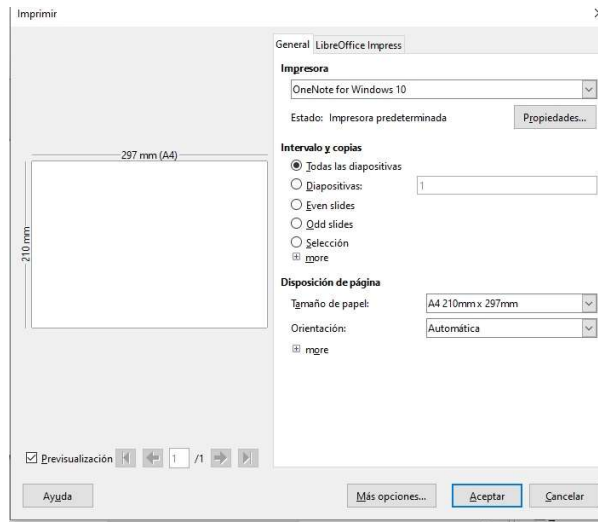 Imprimir
General LibreOffice Impress
Impresora
OneNote for Windows 10
Estado: Impresora predeterminada Propiedades...
Intervalo y copias
Todas las diapositivas
Diapositivas: 1
Even slides
Odd slides
Selección
more
Disposición de página
Tamaño de papel: A4 210mm x 297mm
Orientación: Automática
more
297 mm (A4)
210 mm
Previsualización 1 /1
Ayuda Más opciones... Aceptar Cancelar